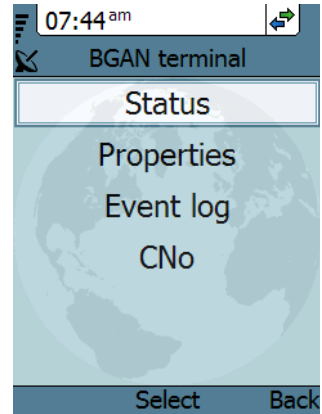 07:44 am
BGAN terminal
Status
Properties
Event log
CNo
Select Back